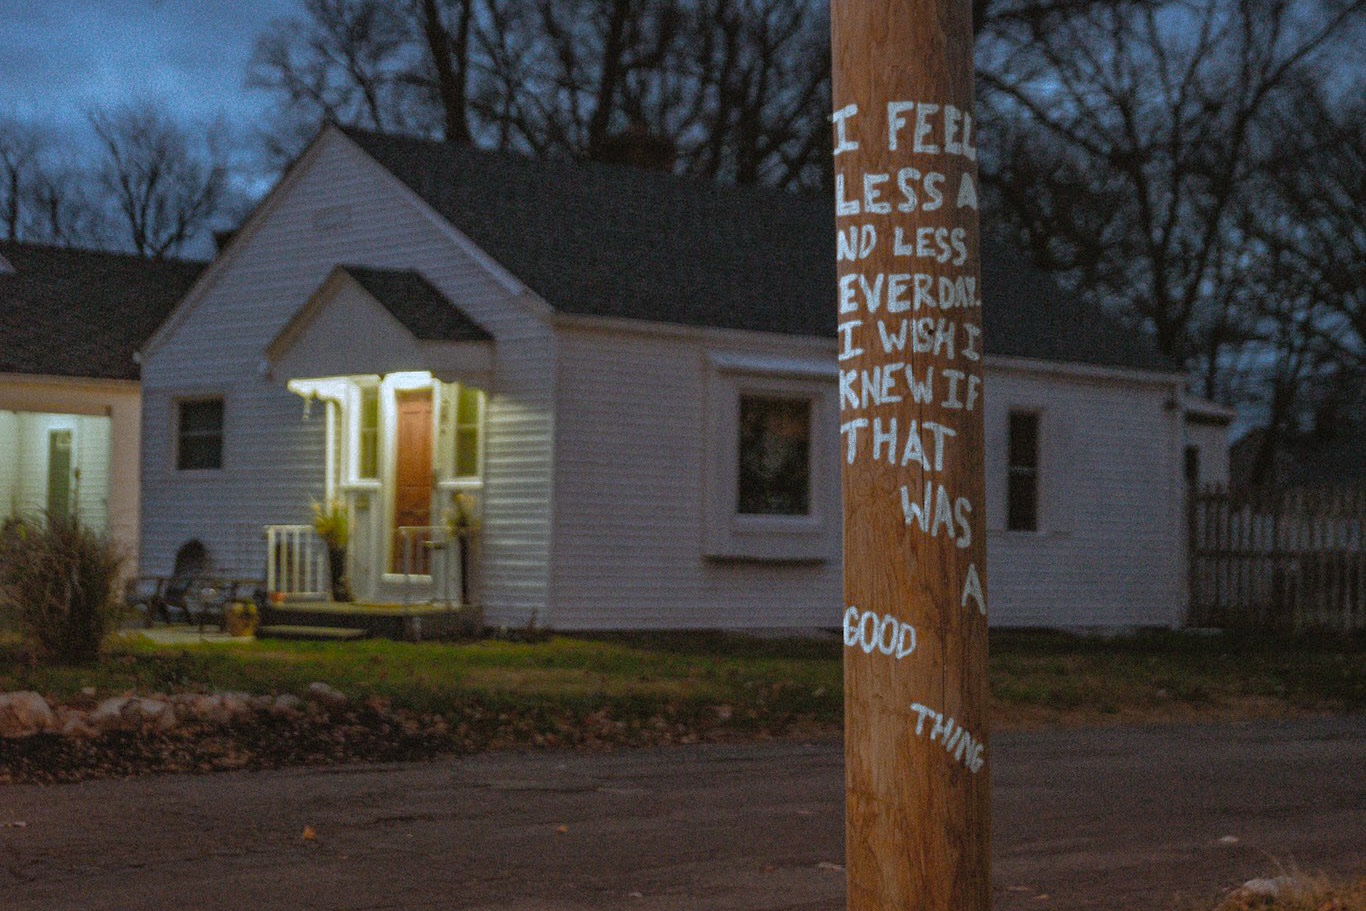 I FEEL
LESS A
ND LESS
EVERDAY.
I WISH I
KNEW IF
THAT
WAS
A
GOOD
THING